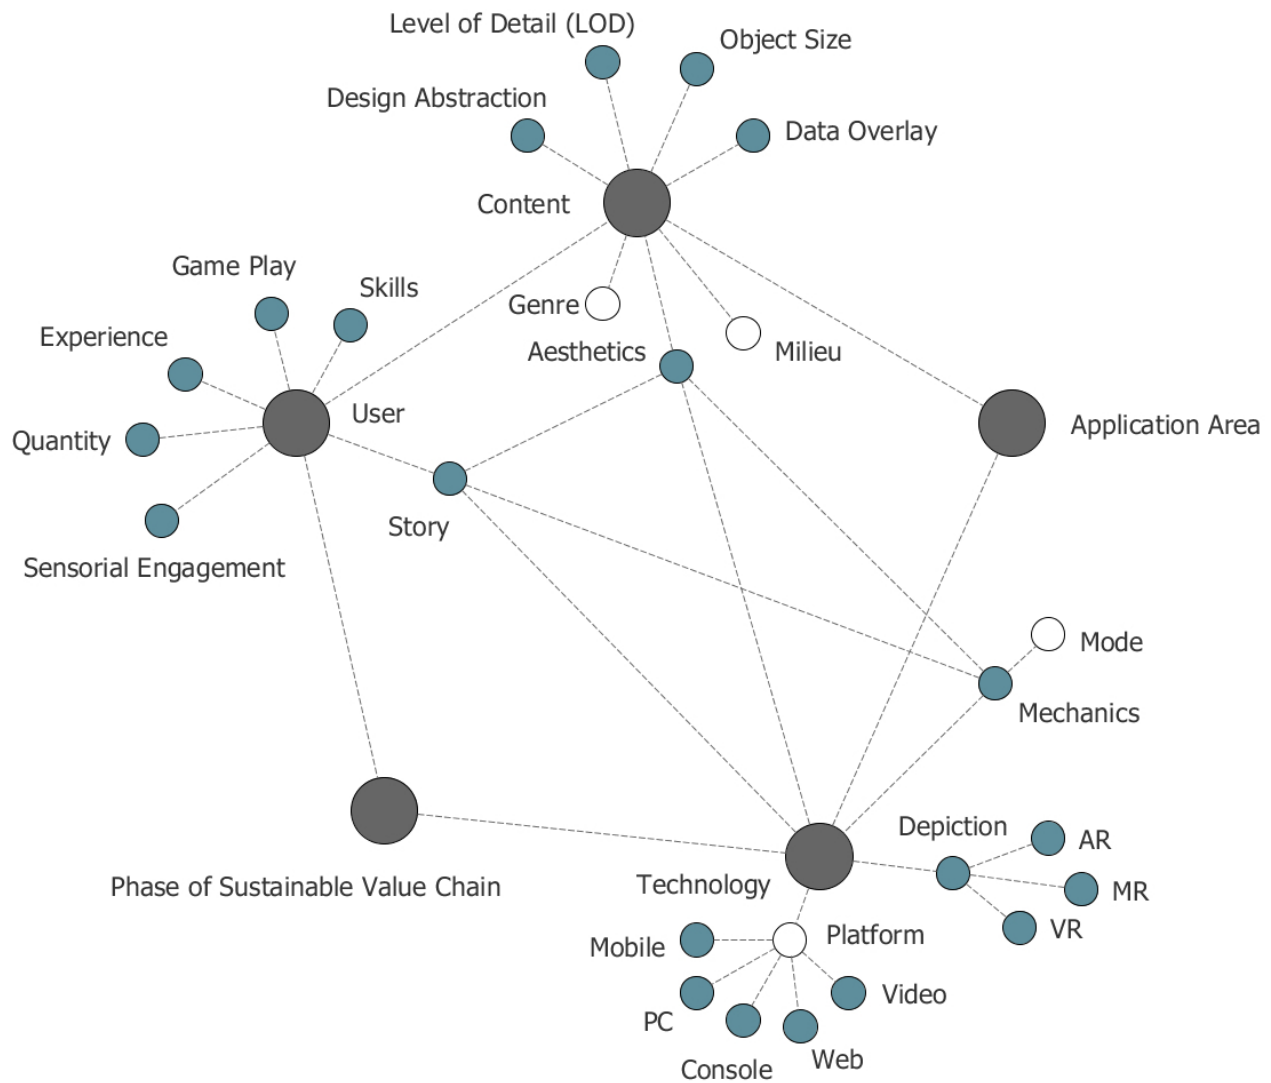 Level of Detail (LOD)
Object Size
Design Abstraction
Data Overlay
Content
Game Play
Skills
Genre
Experience
Aesthetics
Milieu
User
Application Area
Quantity
Story
Sensorial Engagement
Mode
Mechanics
Depiction
AR
Phase of Sustainable Value Chain
Technology
MR
Platform
VR
Mobile
Video
PC
Console
Web